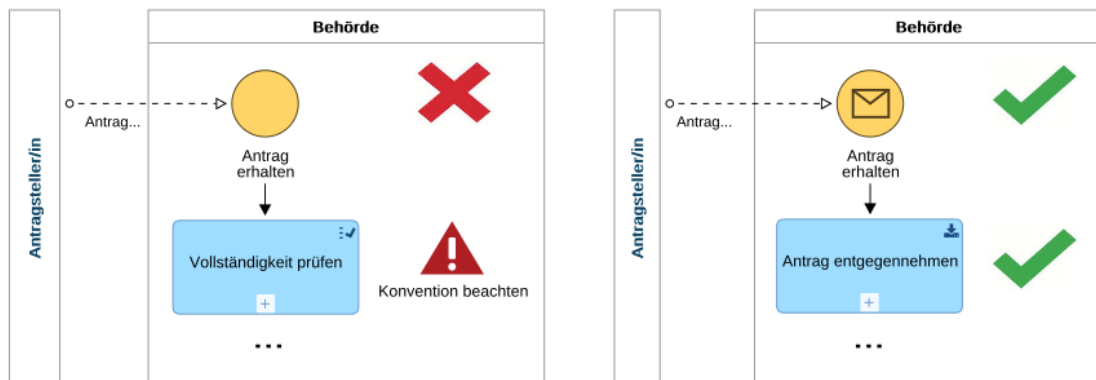 Behörde
Antragsteller/in
Antrag...
Antrag
erhalten
Vollständigkeit prüfen
Konvention beachten
...
Behörde
Antragsteller/in
Antrag...
Antrag
erhalten
Antrag entgegennehmen
...